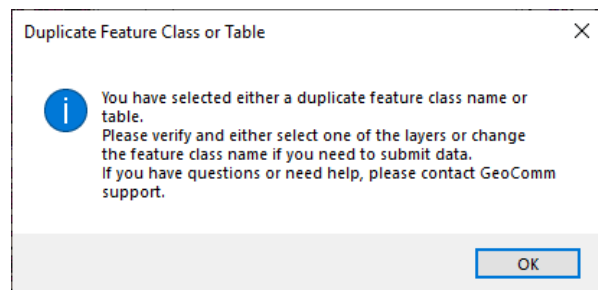 Duplicate Feature Class or Table
You have selected either a duplicate feature class name or
table.
Please verify and either select one of the layers or change
the feature class name if you need to submit data.
If you have questions or need help, please contact GeoComm
support.
OK